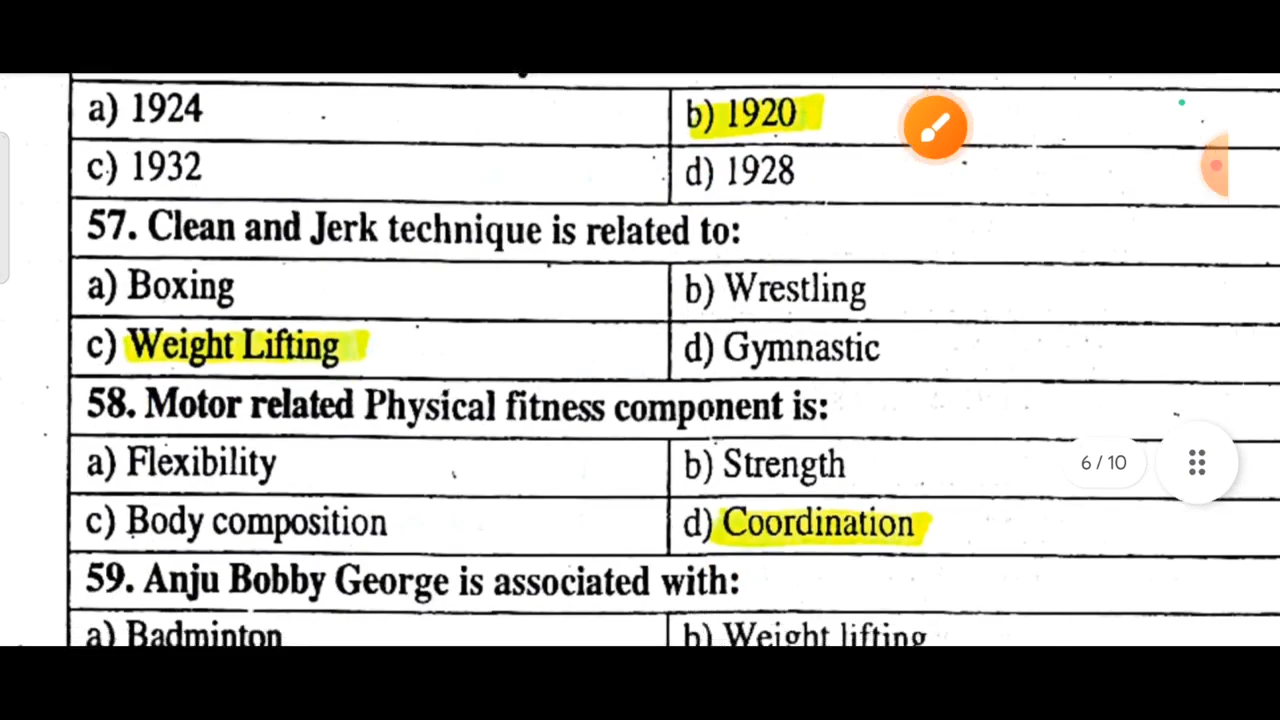 a) 1924 b) 1920
c) 1932 d) 1928
57. Clean and Jerk technique is related to:
a) Boxing b) Wrestling
c) Weight Lifting d) Gymnastic
58. Motor related Physical fitness component is:
a) Flexibility b) Strength
6 / 10
c) Body composition d) Coordination
59. Anju Bobby George is associated with:
a) Badminton b) Weight lifting